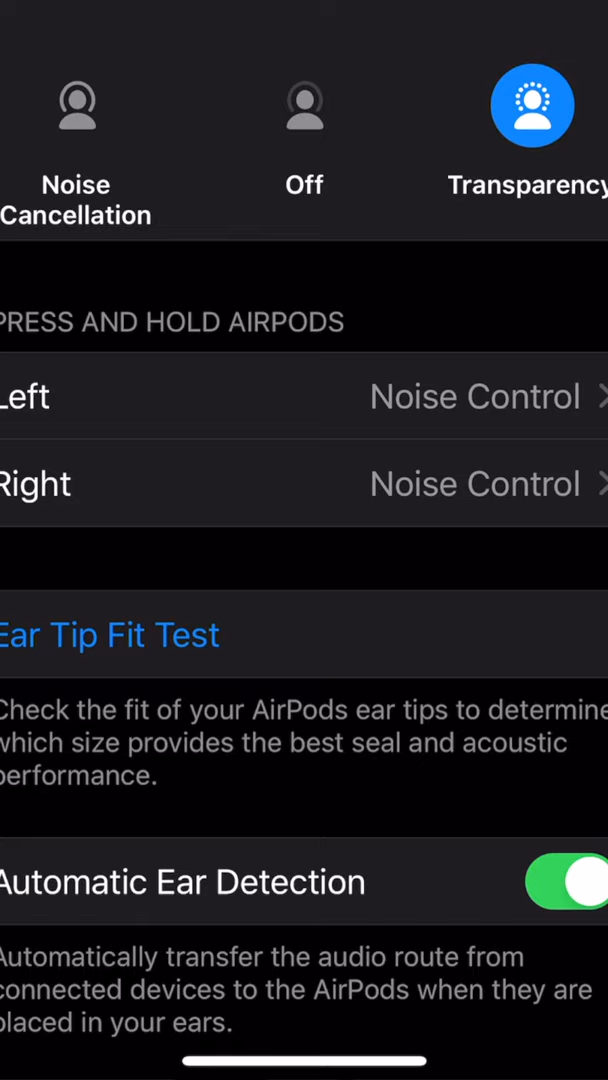 Noise
Cancellation
Off
Transparency
PRESS AND HOLD AIRPODS
Left
Noise Control
Right
Noise Control
Ear Tip Fit Test
Check the fit of your AirPods ear tips to determine
which size provides the best seal and acoustic
performance.
Automatic Ear Detection
Automatically transfer the audio route from
connected devices to the AirPods when they are
placed in your ears.